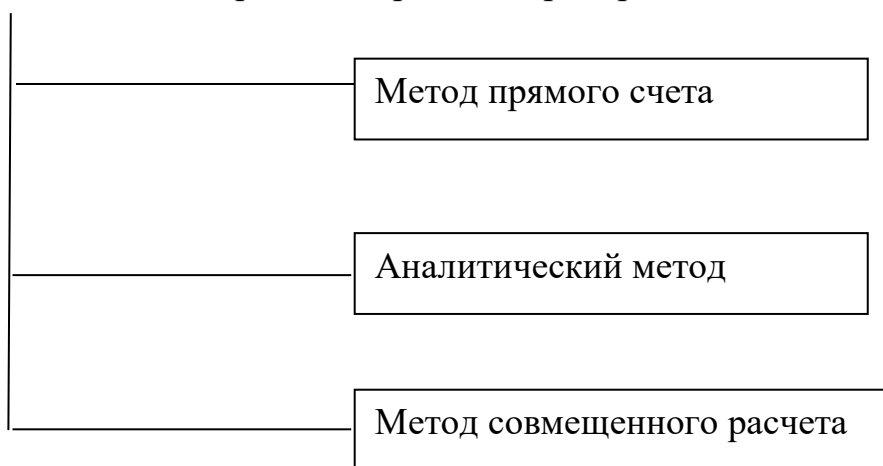 Метод прямого счета
Аналитический метод
Метод совмещенного расчета